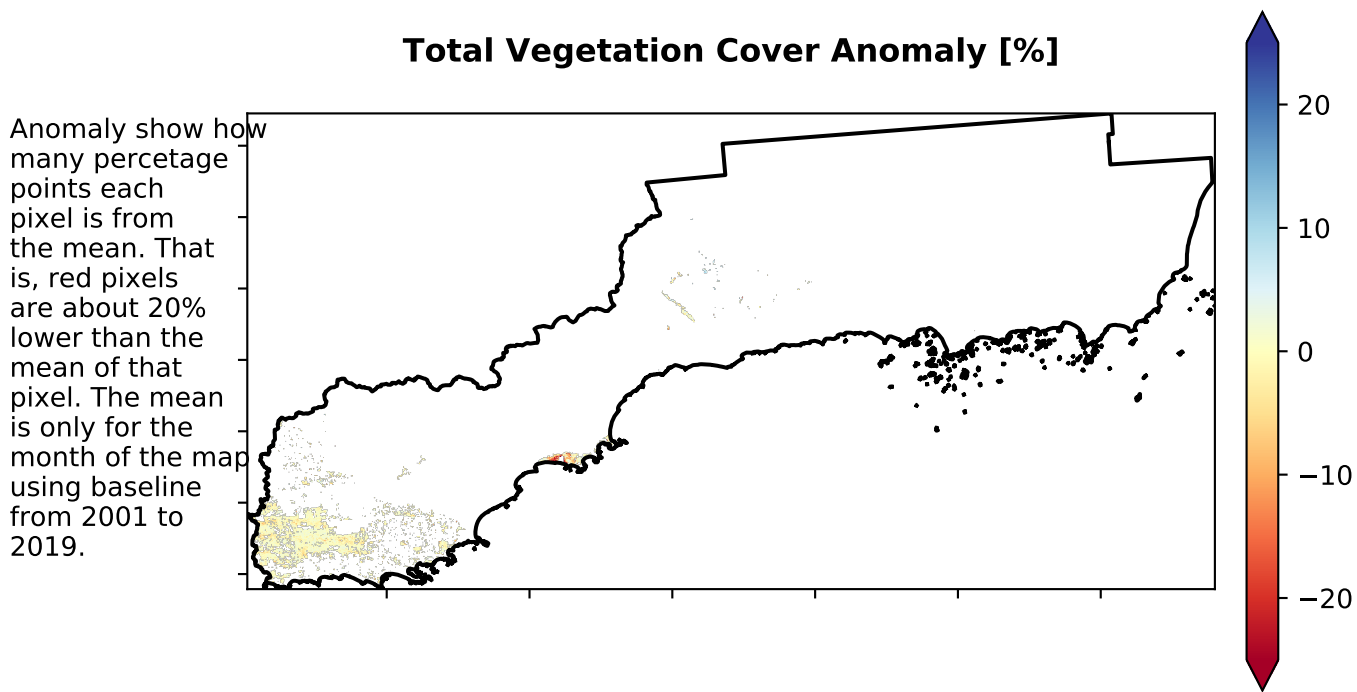 Total Vegetation Cover Anomaly [%]
Anomaly show how
many percetage
points each
pixel is from
the mean. That
is, red pixels
are about 20%
lower than the
mean of that
pixel. The mean
is only for the
month of the map
using baseline
from 2001 to
2019.
20
10
0
−10
−20